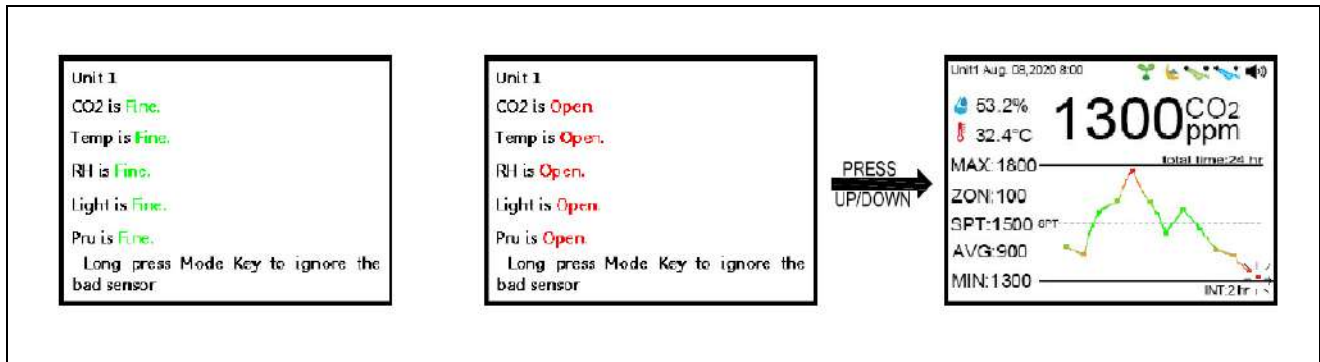 Unit 1
CO2 is Fine.
Temp is Fine.
RH is Fine.
Light is Fine.
Pru is Fine.
Long press Mode Key to ignore the
bad sensor
Unit 1
CO2 is Open.
Temp is Open.
RH is Open.
Light is Open.
Pru is Open.
Long press Mode Key to ignore the
bad sensor
PRESS
UP/DOWN
Unit1 Aug. 08,2020 8:00
53.2%
32.4°C
1300 CO2 ppm
total time:24 hr
MAX:1800
ZON:100
SPT:1500 SPT
AVG:900
MIN:1300
INT:2 hr